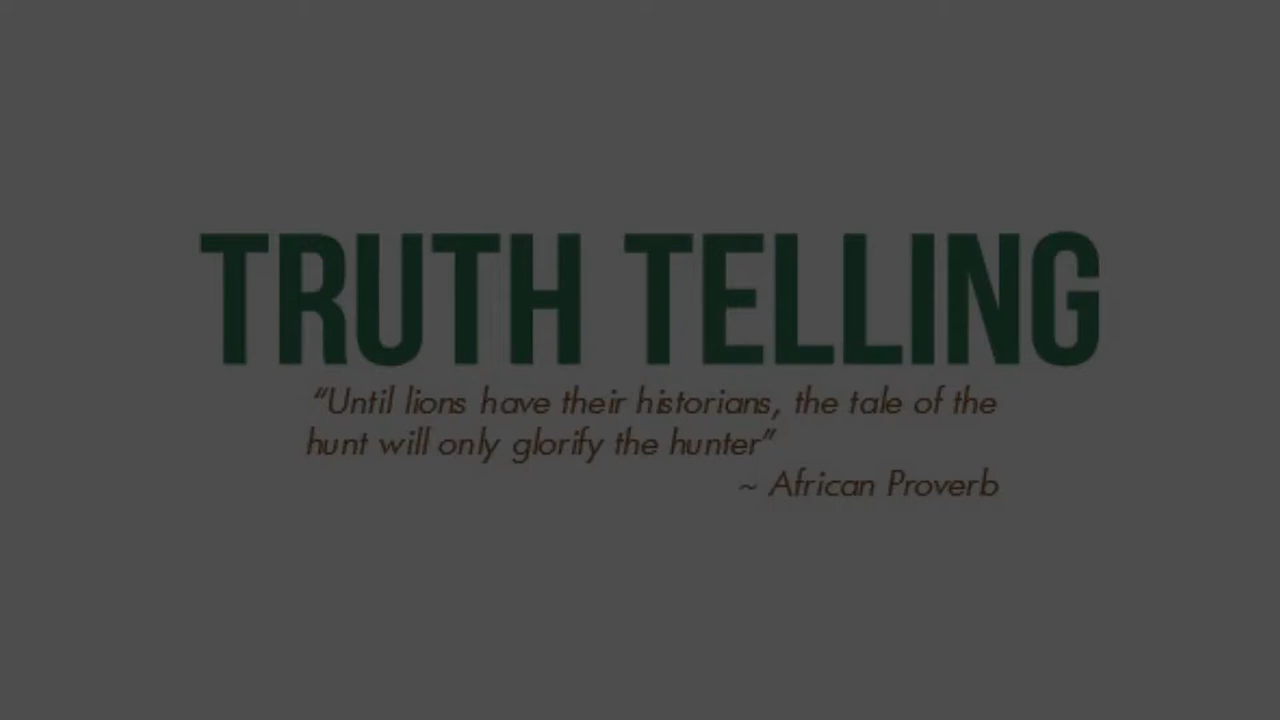 TRUTH TELLING
“Until lions have their historians, the tale of the
hunt will only glorify the hunter”
~ African Proverb